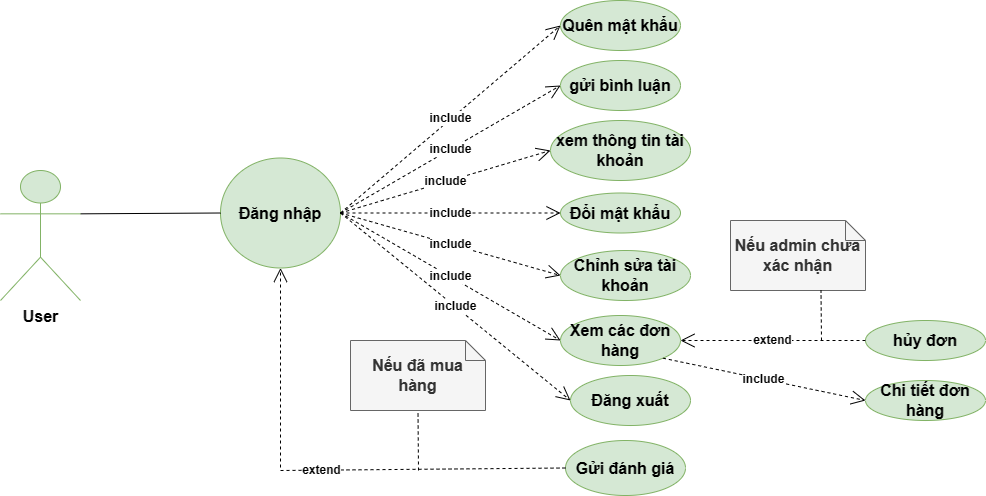 Quên mật khẩu
gửi bình luận
include
include
xem thông tin tài
khoản
include
Đăng nhập
include
Đổi mật khẩu
include
Chỉnh sửa tài
khoản
include
include
Nếu admin chưa
xác nhận
User
Xem các đơn
hàng
extend
hủy đơn
Nếu đã mua
hàng
include
Chi tiết đơn
hàng
Đăng xuất
extend
Gửi đánh giá